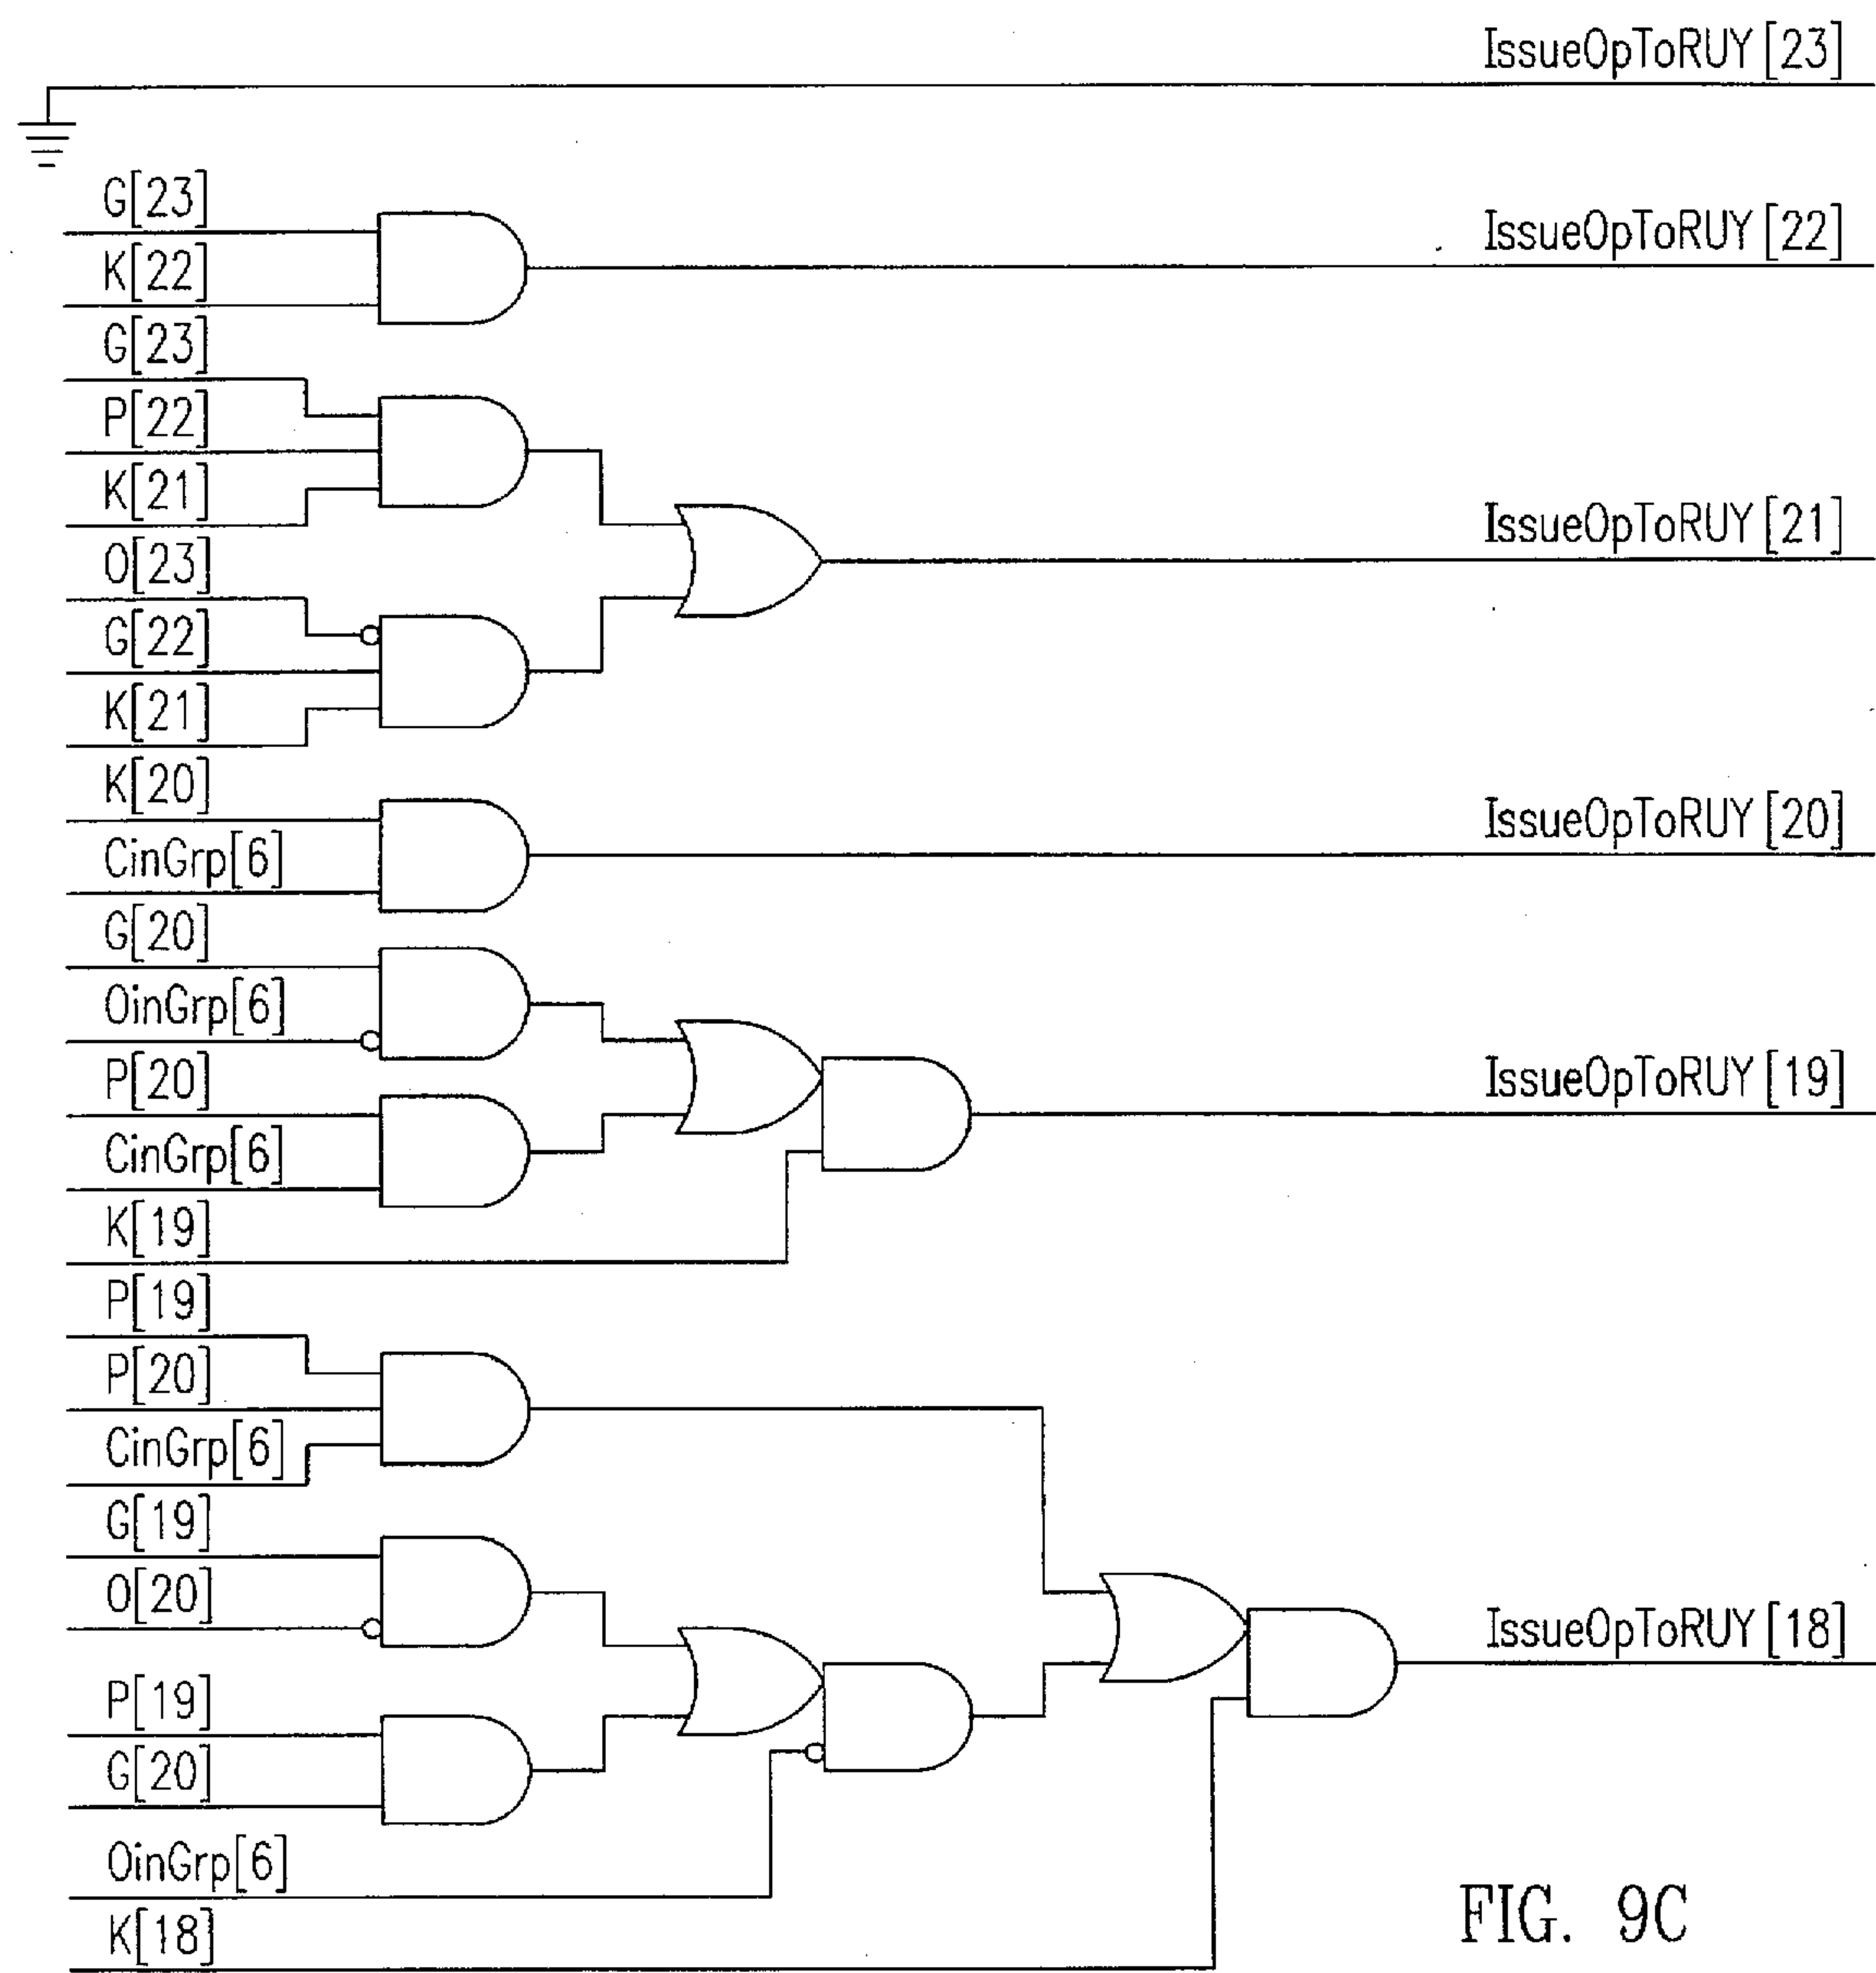 IssueOpToRUY[23]
G[23]
IssueOpToRUY[22]
K[22]
G[23]
P[22]
K[21]
IssueOpToRUY[21]
O[23]
G[22]
K[21]
K[20]
IssueOpToRUY[20]
CinGrp[6]
G[20]
OinGrp[6]
P[20]
IssueOpToRUY[19]
CinGrp[6]
K[19]
P[19]
P[20]
CinGrp[6]
G[19]
O[20]
IssueOpToRUY[18]
P[19]
G[20]
OinGrp[6]
K[18]
FIG. 9C